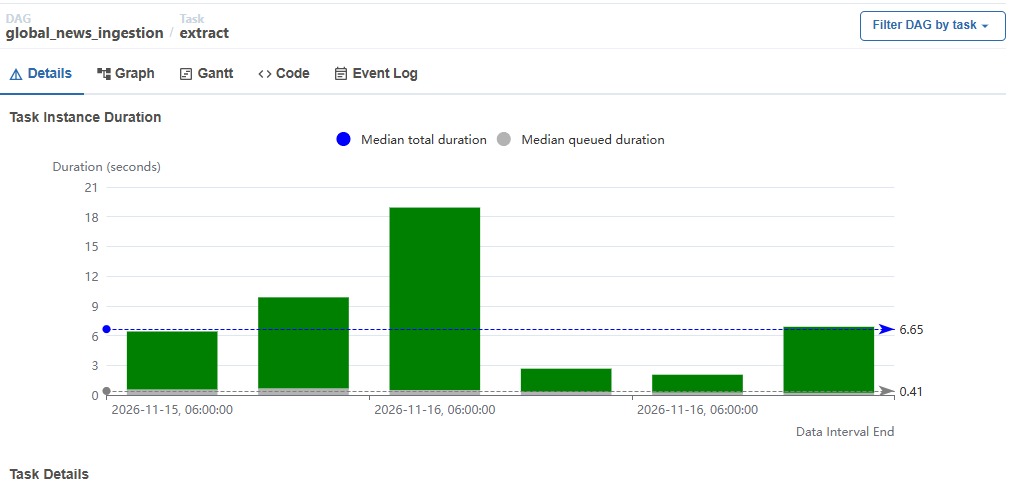 DAG Task
global_news_ingestion / extract
Filter DAG by task
Details Graph Gantt Code Event Log
Task Instance Duration
Median total duration Median queued duration
Duration (seconds)
21
18
15
12
9
6 6.65
3
0 0.41
2026-11-15, 06:00:00 2026-11-16, 06:00:00 2026-11-16, 06:00:00
Data Interval End
Task Details